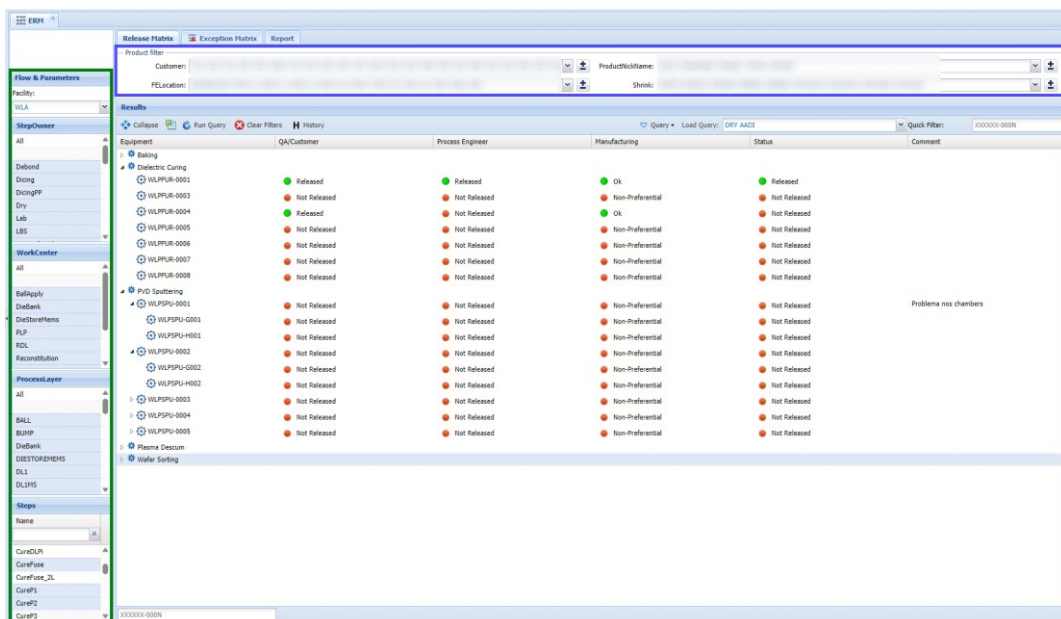 ERM
Release Matrix Exception Matrix Report
Product filter
Customer: ProductNickName:
FELocation: Shrink:
Flow & Parameters
Facility:
WLA
StepOwner
All
Debond
Dicing
DicingPP
Dry
Lab
LBS
WorkCenter
All
BallApply
DieBank
DieStoreMems
PLP
RDL
Reconstitution
ProcessLayer
All
BALL
BUMP
DieBank
DIESTOREMEMS
DL1
DL1MS
Steps
Name
CureDLPi
CureFuse
CureFuse_2L
CureP1
CureP2
CureP3
Results
Collapse Run Query Clear Filters History Query Load Query: DRY AADI Quick Filter: XXXXXX-000N
Equipment QA/Customer Process Engineer Manufacturing Status Comment
Baking
Dielectric Curing
WLPFUR-0001 Released Released Ok Released
WLPFUR-0003 Not Released Not Released Non-Preferential Not Released
WLPFUR-0004 Released Not Released Ok Not Released
WLPFUR-0005 Not Released Not Released Non-Preferential Not Released
WLPFUR-0006 Not Released Not Released Non-Preferential Not Released
WLPFUR-0007 Not Released Not Released Non-Preferential Not Released
WLPFUR-0008 Not Released Not Released Non-Preferential Not Released
PVD Sputtering
WLPSPU-0001 Not Released Not Released Non-Preferential Not Released Problema nos chambers
WLPSPU-G001 Not Released Not Released Non-Preferential Not Released
WLPSPU-H001 Not Released Not Released Non-Preferential Not Released
WLPSPU-0002 Not Released Not Released Non-Preferential Not Released
WLPSPU-G002 Not Released Not Released Non-Preferential Not Released
WLPSPU-H002 Not Released Not Released Non-Preferential Not Released
WLPSPU-0003 Not Released Not Released Non-Preferential Not Released
WLPSPU-0004 Not Released Not Released Non-Preferential Not Released
WLPSPU-0005 Not Released Not Released Non-Preferential Not Released
Plasma Descum
Wafer Sorting
XXXXXX-000N